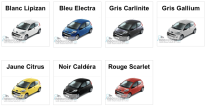 Blanc Lipizan
Bleu Electra
Gris Carlinite
Gris Gallium
Jaune Citrus
Noir Caldéra
Rouge Scarlet